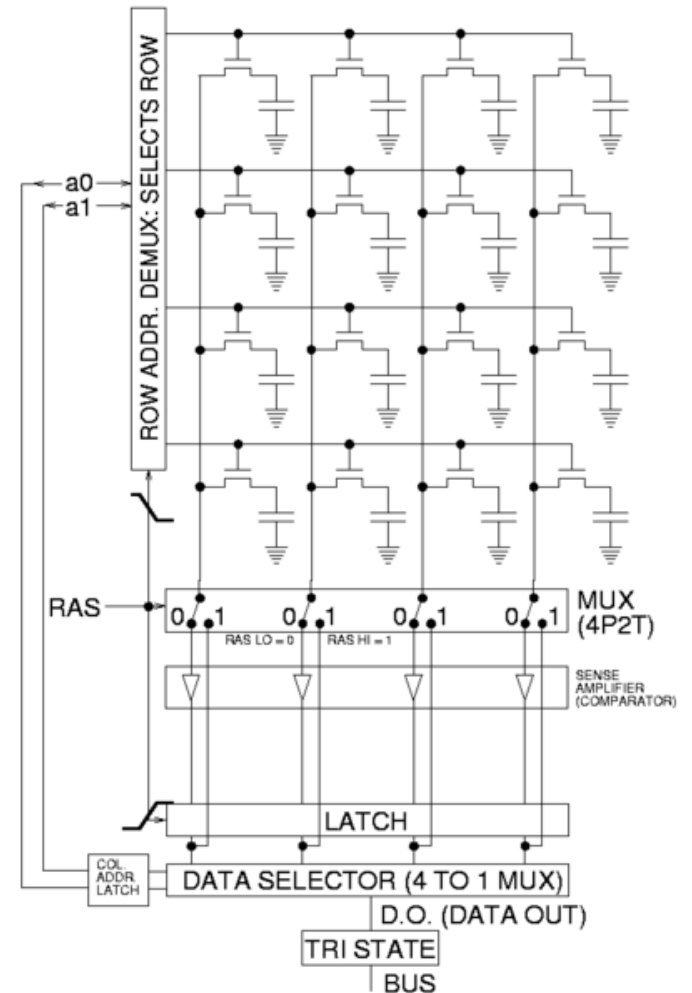 ROW ADDR. DEMUX: SELECTS ROW
a0
a1
RAS
0 1 0 1 0 1 0 1
RAS LO = 0 RAS HI = 1
MUX
(4P2T)
SENSE
AMPLIFIER
(COMPARATOR)
LATCH
COL.
ADDR.
LATCH
DATA SELECTOR (4 TO 1 MUX)
D.O. (DATA OUT)
TRI STATE
BUS